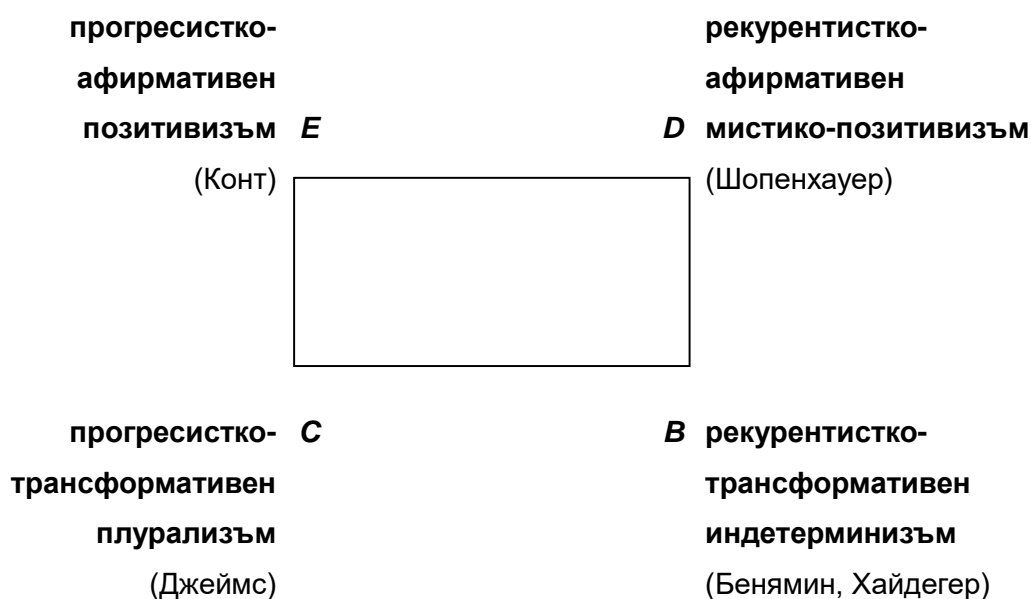 прогресистко-
афирмативен
позитивизъм E
(Конт)
рекурентистко-
афирмативен
D мистико-позитивизъм
(Шопенхауер)
прогресистко- C
трансформативен
плурализъм
(Джеймс)
B рекурентистко-
трансформативен
индетерминизъм
(Бенямин, Хайдегер)